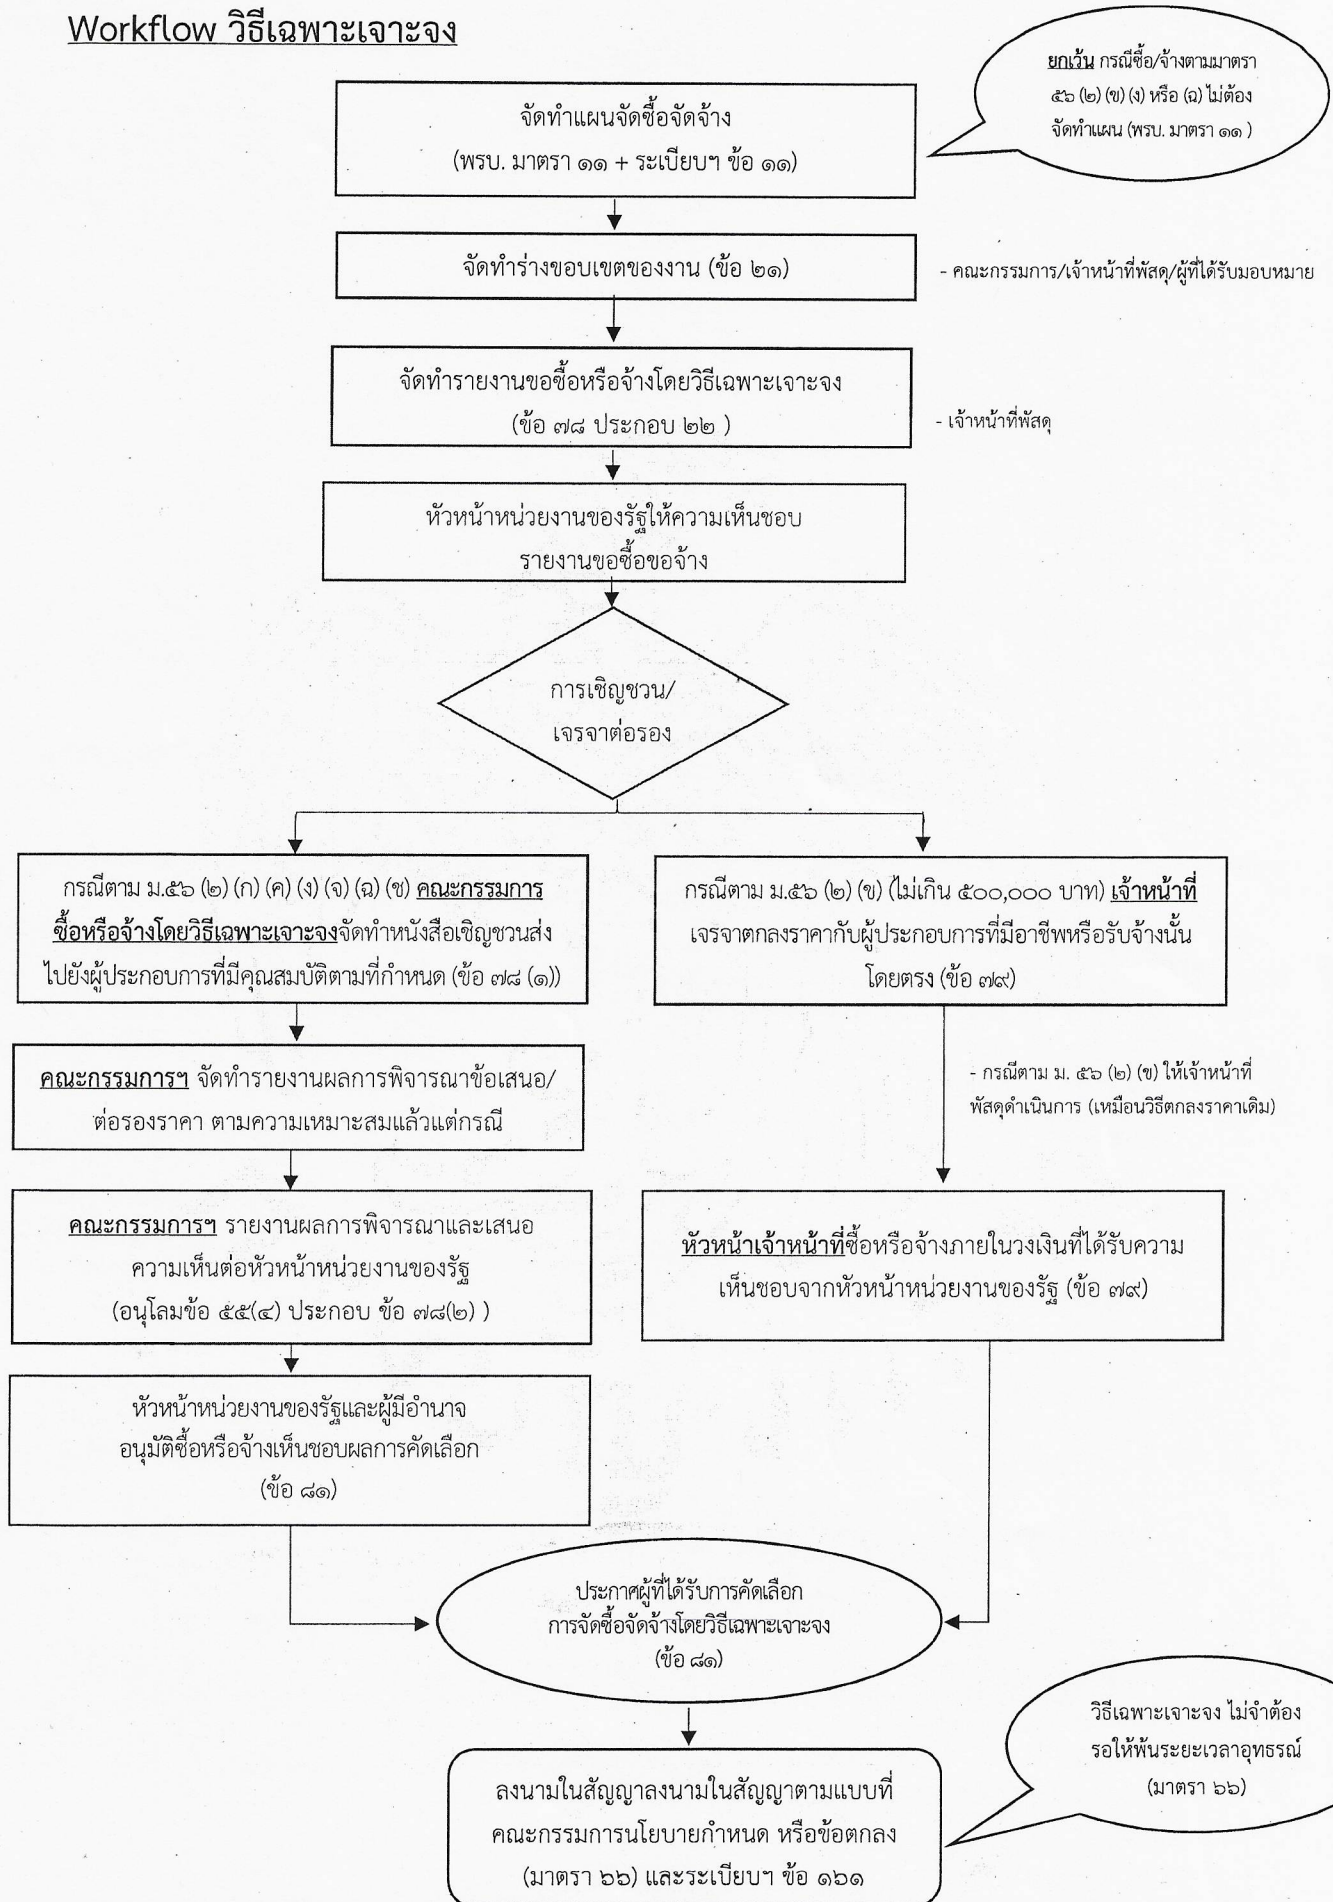 Workflow วิธีเฉพาะเจาะจง
ยกเว้น กรณีซื้อ/จ้างตามมาตรา
๕๖ (๒) (ข) (ง) หรือ (ฉ) ไม่ต้อง
จัดทำแผน (พรบ. มาตรา ๑๑ )
จัดทำแผนจัดซื้อจัดจ้าง
(พรบ. มาตรา ๑๑ + ระเบียบฯ ข้อ ๑๑)
จัดทำร่างขอบเขตของงาน (ข้อ ๒๑)
- คณะกรรมการ/เจ้าหน้าที่พัสดุ/ผู้ที่ได้รับมอบหมาย
จัดทำรายงานขอซื้อหรือจ้างโดยวิธีเฉพาะเจาะจง
(ข้อ ๗๘ ประกอบ ๒๒ )
- เจ้าหน้าที่พัสดุ
หัวหน้าหน่วยงานของรัฐให้ความเห็นชอบ
รายงานขอซื้อขอจ้าง
การเชิญชวน/
เจรจาต่อรอง
กรณีตาม ม.๕๖ (๒) (ก) (ค) (ง) (จ) (ฉ) (ช) คณะกรรมการ
ซื้อหรือจ้างโดยวิธีเฉพาะเจาะจงจัดทำหนังสือเชิญชวนส่ง
ไปยังผู้ประกอบการที่มีคุณสมบัติตามที่กำหนด (ข้อ ๗๘ (๑))
กรณีตาม ม.๕๖ (๒) (ข) (ไม่เกิน ๕๐๐,๐๐๐ บาท) เจ้าหน้าที่
เจรจาตกลงราคากับผู้ประกอบการที่มีอาชีพหรือรับจ้างนั้น
โดยตรง (ข้อ ๗๙)
คณะกรรมการฯ จัดทำรายงานผลการพิจารณาข้อเสนอ/
ต่อรองราคา ตามความเหมาะสมแล้วแต่กรณี
- กรณีตาม ม. ๕๖ (๒) (ข) ให้เจ้าหน้าที่
พัสดุดำเนินการ (เหมือนวิธีตกลงราคาเดิม)
คณะกรรมการฯ รายงานผลการพิจารณาและเสนอ
ความเห็นต่อหัวหน้าหน่วยงานของรัฐ
(อนุโลมข้อ ๕๕(๔) ประกอบ ข้อ ๗๘(๒) )
หัวหน้าเจ้าหน้าที่ซื้อหรือจ้างภายในวงเงินที่ได้รับความ
เห็นชอบจากหัวหน้าหน่วยงานของรัฐ (ข้อ ๗๙)
หัวหน้าหน่วยงานของรัฐและผู้มีอำนาจ
อนุมัติซื้อหรือจ้างเห็นชอบผลการคัดเลือก
(ข้อ ๘๑)
ประกาศผู้ที่ได้รับการคัดเลือก
การจัดซื้อจัดจ้างโดยวิธีเฉพาะเจาะจง
(ข้อ ๘๑)
วิธีเฉพาะเจาะจง ไม่จำต้อง
รอให้พ้นระยะเวลาอุทธรณ์
(มาตรา ๖๖)
ลงนามในสัญญาลงนามในสัญญาตามแบบที่
คณะกรรมการนโยบายกำหนด หรือข้อตกลง
(มาตรา ๖๖) และระเบียบฯ ข้อ ๑๖๑